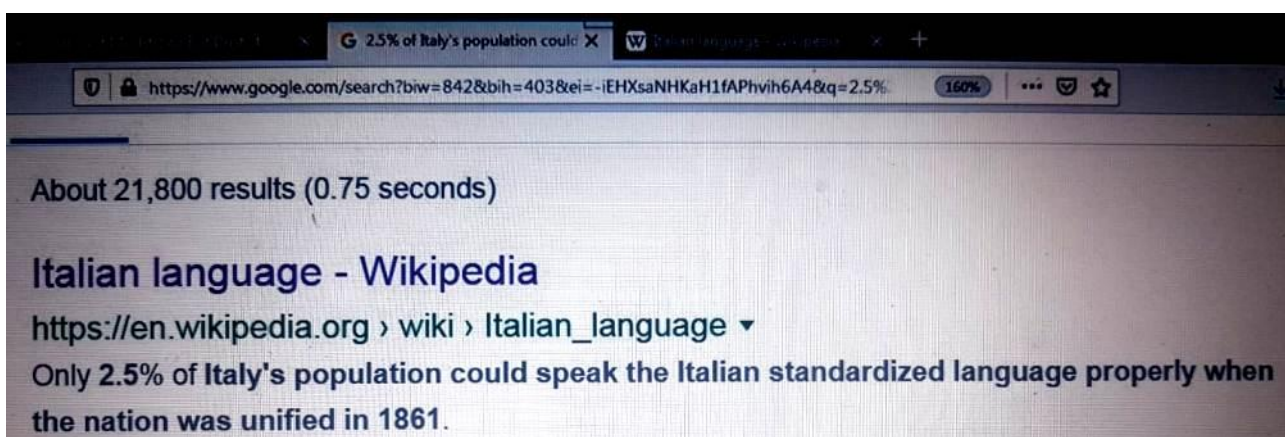 G 2.5% of Italy's population could X W +
https://www.google.com/search?biw=842&bih=403&ei=-iEHXsaNHKaH1fAPhvih6A4&q=2.5% 160% ...
About 21,800 results (0.75 seconds)
Italian language - Wikipedia
https://en.wikipedia.org › wiki › Italian_language
Only 2.5% of Italy's population could speak the Italian standardized language properly when
the nation was unified in 1861.